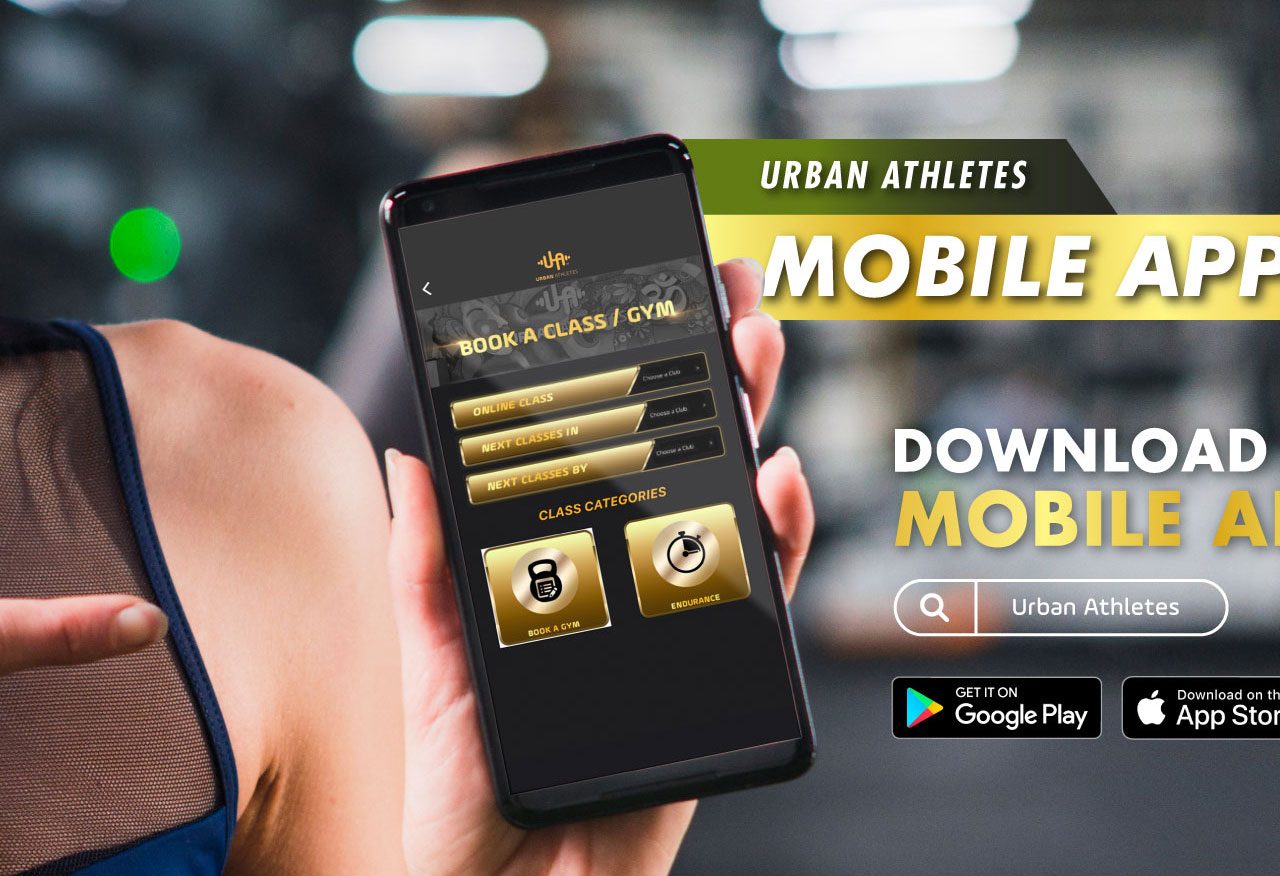 URBAN ATHLETES
MOBILE APP
UA
URBAN ATHLETES
BOOK A CLASS / GYM
ONLINE CLASS
Choose a Club
NEXT CLASSES IN
Choose a Club
NEXT CLASSES BY
Choose a Club
CLASS CATEGORIES
BOOK A GYM
ENDURANCE
DOWNLOAD
MOBILE A
Urban Athletes
GET IT ON
Google Play
Download on the
App Stor